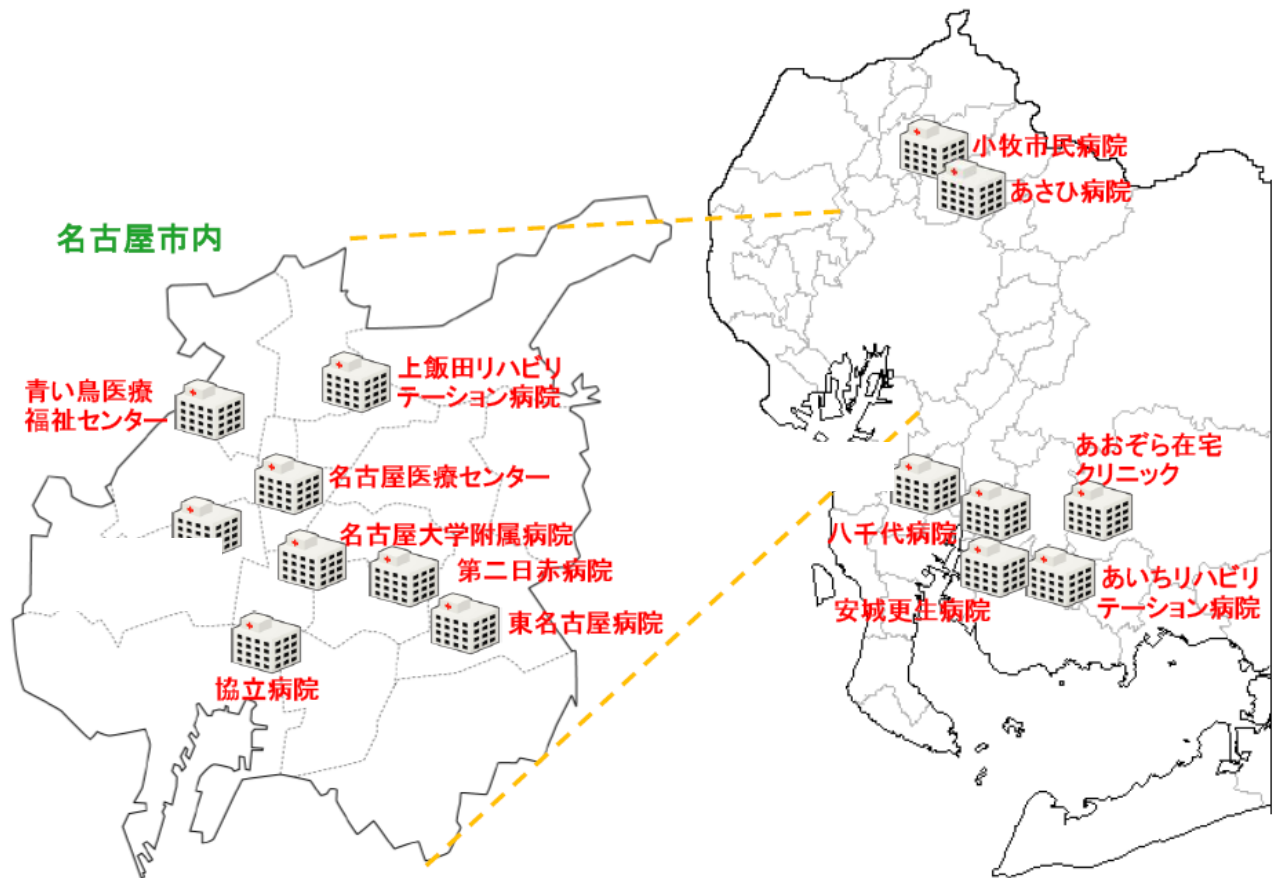 名古屋市内
青い鳥医療
福祉センター
上飯田リハビリ
テーション病院
名古屋医療センター
名古屋大学附属病院
第二日赤病院
東名古屋病院
協立病院
小牧市民病院
あさひ病院
あおぞら在宅
クリニック
八千代病院
安城更生病院
あいちリハビリ
テーション病院